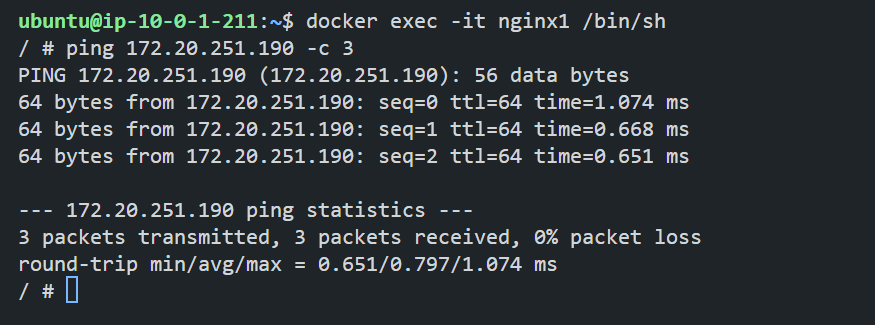 ubuntu@ip-10-0-1-211:~$ docker exec -it nginx1 /bin/sh
/ # ping 172.20.251.190 -c 3
PING 172.20.251.190 (172.20.251.190): 56 data bytes
64 bytes from 172.20.251.190: seq=0 ttl=64 time=1.074 ms
64 bytes from 172.20.251.190: seq=1 ttl=64 time=0.668 ms
64 bytes from 172.20.251.190: seq=2 ttl=64 time=0.651 ms

--- 172.20.251.190 ping statistics ---
3 packets transmitted, 3 packets received, 0% packet loss
round-trip min/avg/max = 0.651/0.797/1.074 ms
/ #